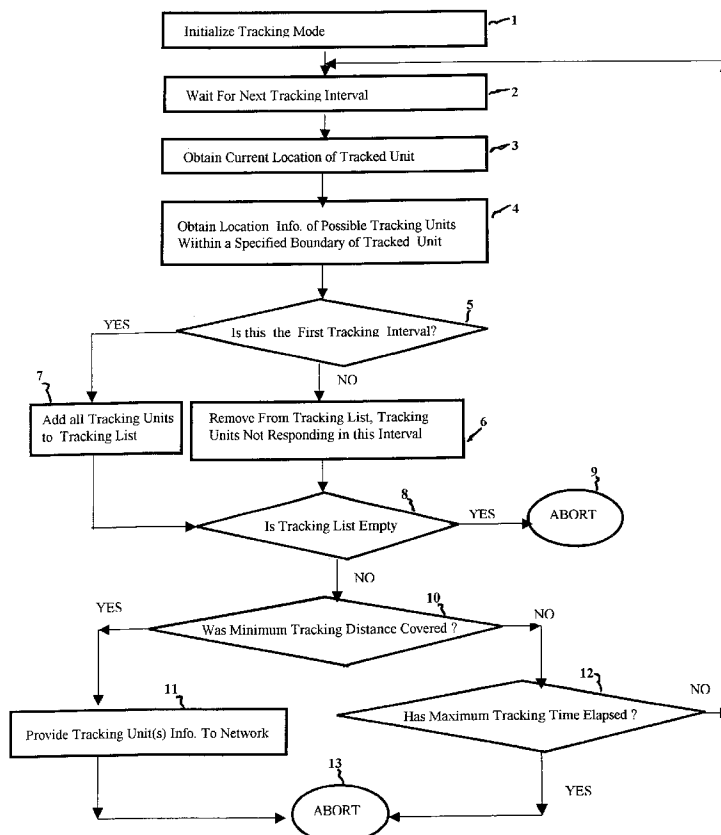 1
Initialize Tracking Mode
Wait For Next Tracking Interval
2
Obtain Current Location of Tracked Unit
3
Obtain Location Info. of Possible Tracking Units
Wiithin a Specified Boundary of Tracked Unit
4
5
YES
Is this the First Tracking Interval?
NO
7
Add all Tracking Units
to Tracking List
Remove From Tracking List, Tracking
Units Not Responding in this Interval
6
8
9
Is Tracking List Empty
YES
ABORT
NO
10
YES
NO
Was Minimum Tracking Distance Covered ?
11
12
NO
Provide Tracking Unit(s) Info. To Network
Has Maximum Tracking Time Elapsed ?
13
ABORT
YES